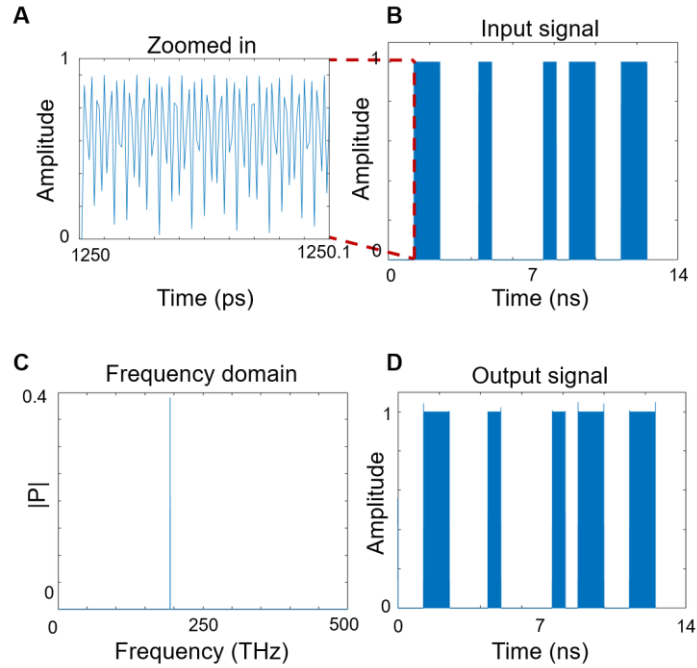 A
Zoomed in
1
Amplitude
0
1250
1250.1
Time (ps)
B
Input signal
1
Amplitude
0
0
7
14
Time (ns)
C
Frequency domain
0.4
|P|
0
250
500
Frequency (THz)
D
Output signal
1
Amplitude
0
0
7
14
Time (ns)